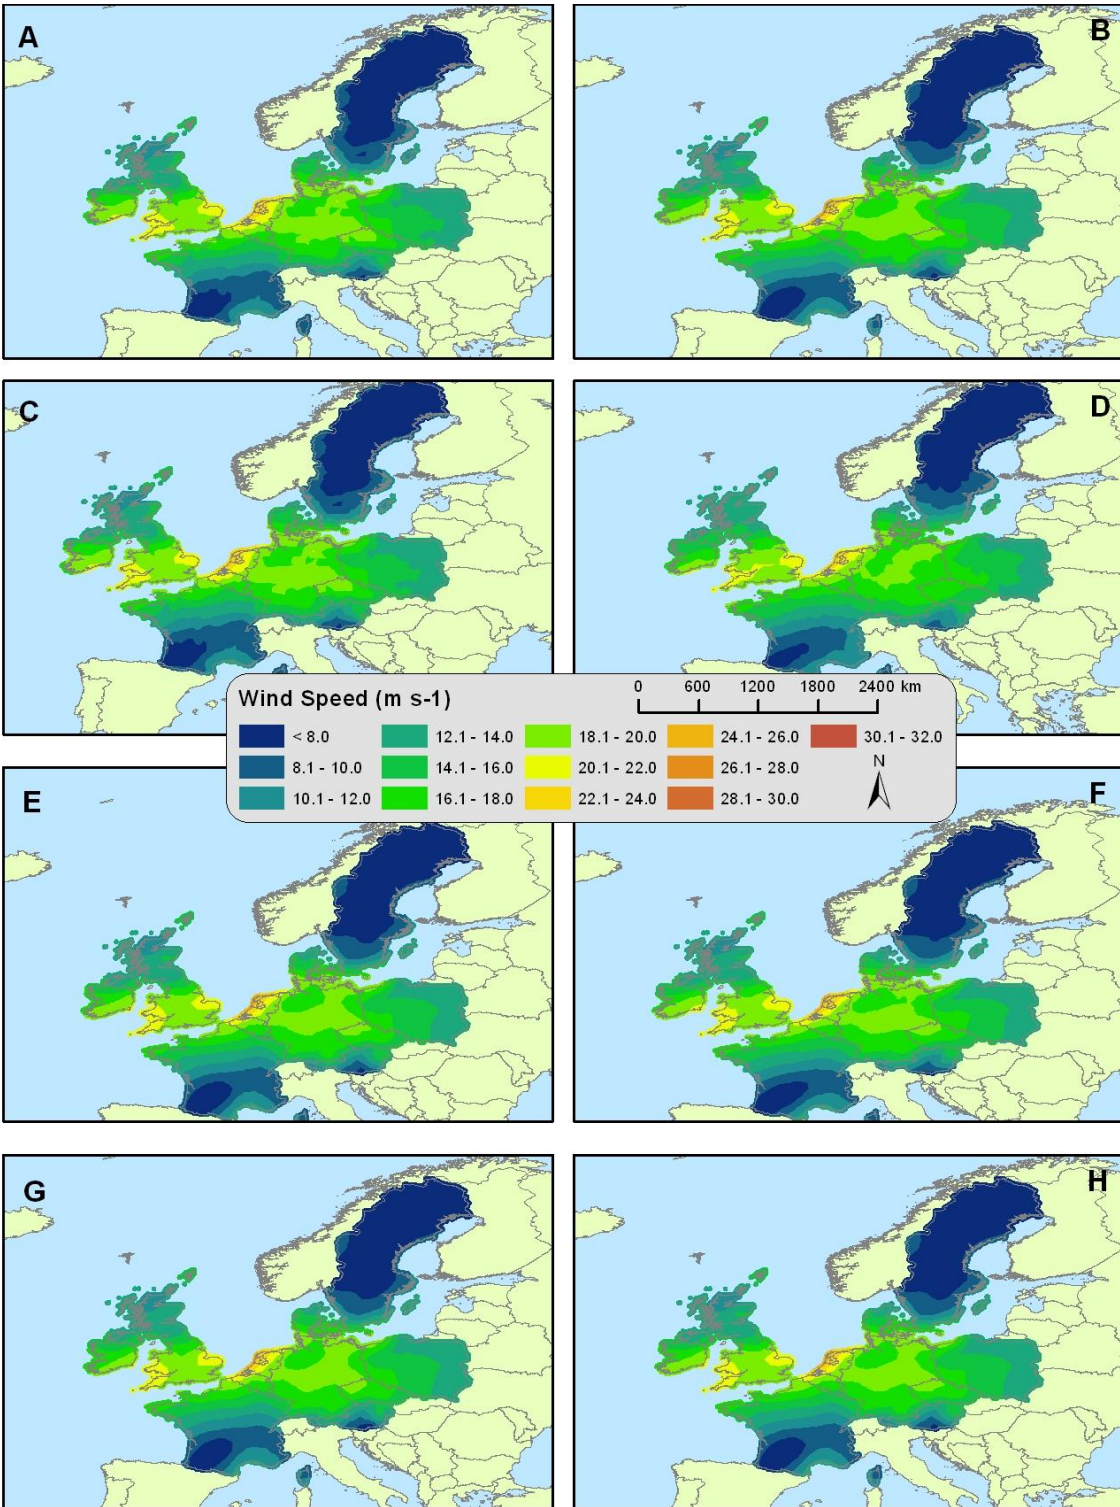 A
B
C
D
Wind Speed (m s-1)
0 600 1200 1800 2400 km
< 8.0
12.1 - 14.0
18.1 - 20.0
24.1 - 26.0
30.1 - 32.0
8.1 - 10.0
14.1 - 16.0
20.1 - 22.0
26.1 - 28.0
N
10.1 - 12.0
16.1 - 18.0
22.1 - 24.0
28.1 - 30.0
E
F
G
H